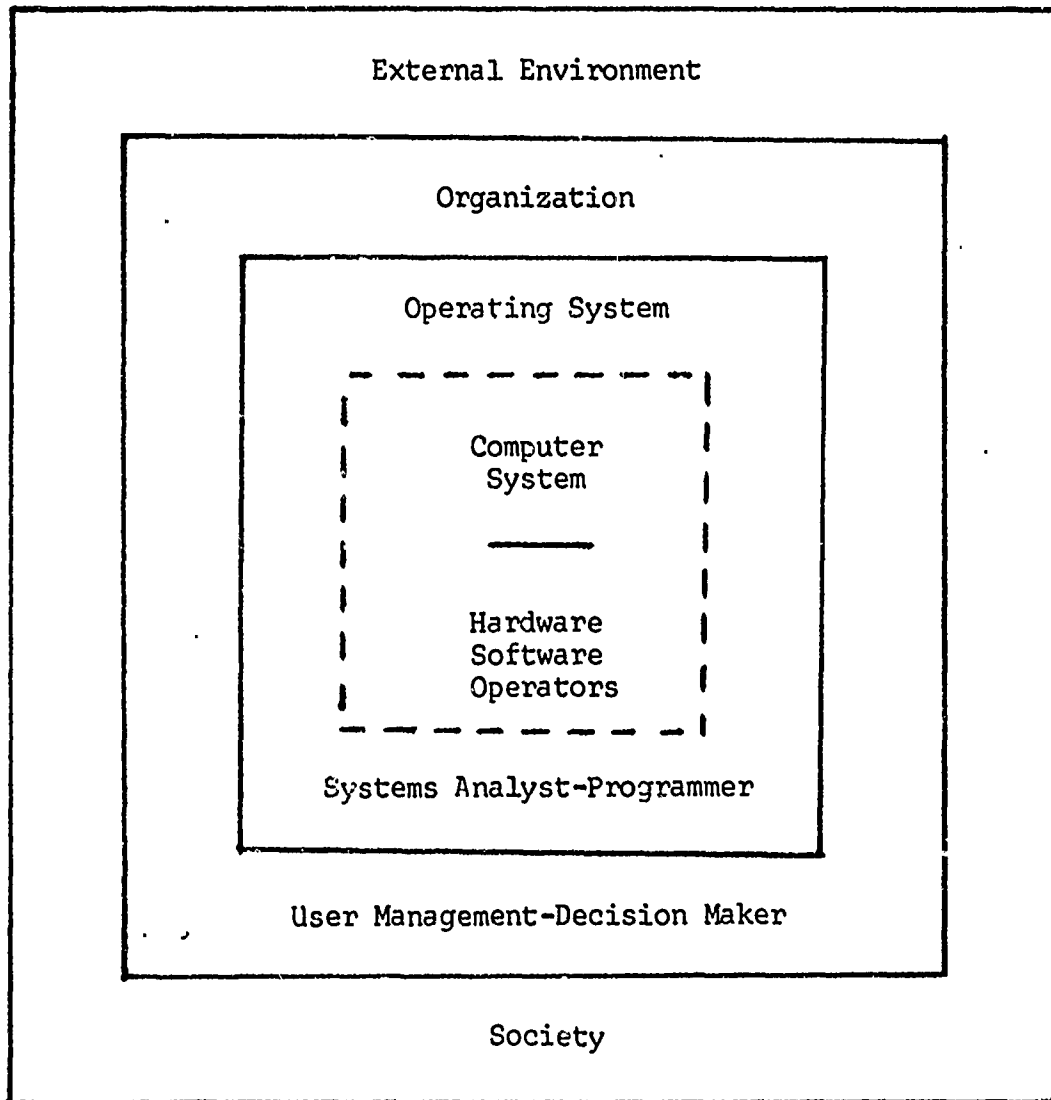 External Environment
Organization
Operating System
Computer
System
Hardware
Software
Operators
Systems Analyst-Programmer
User Management-Decision Maker
Society